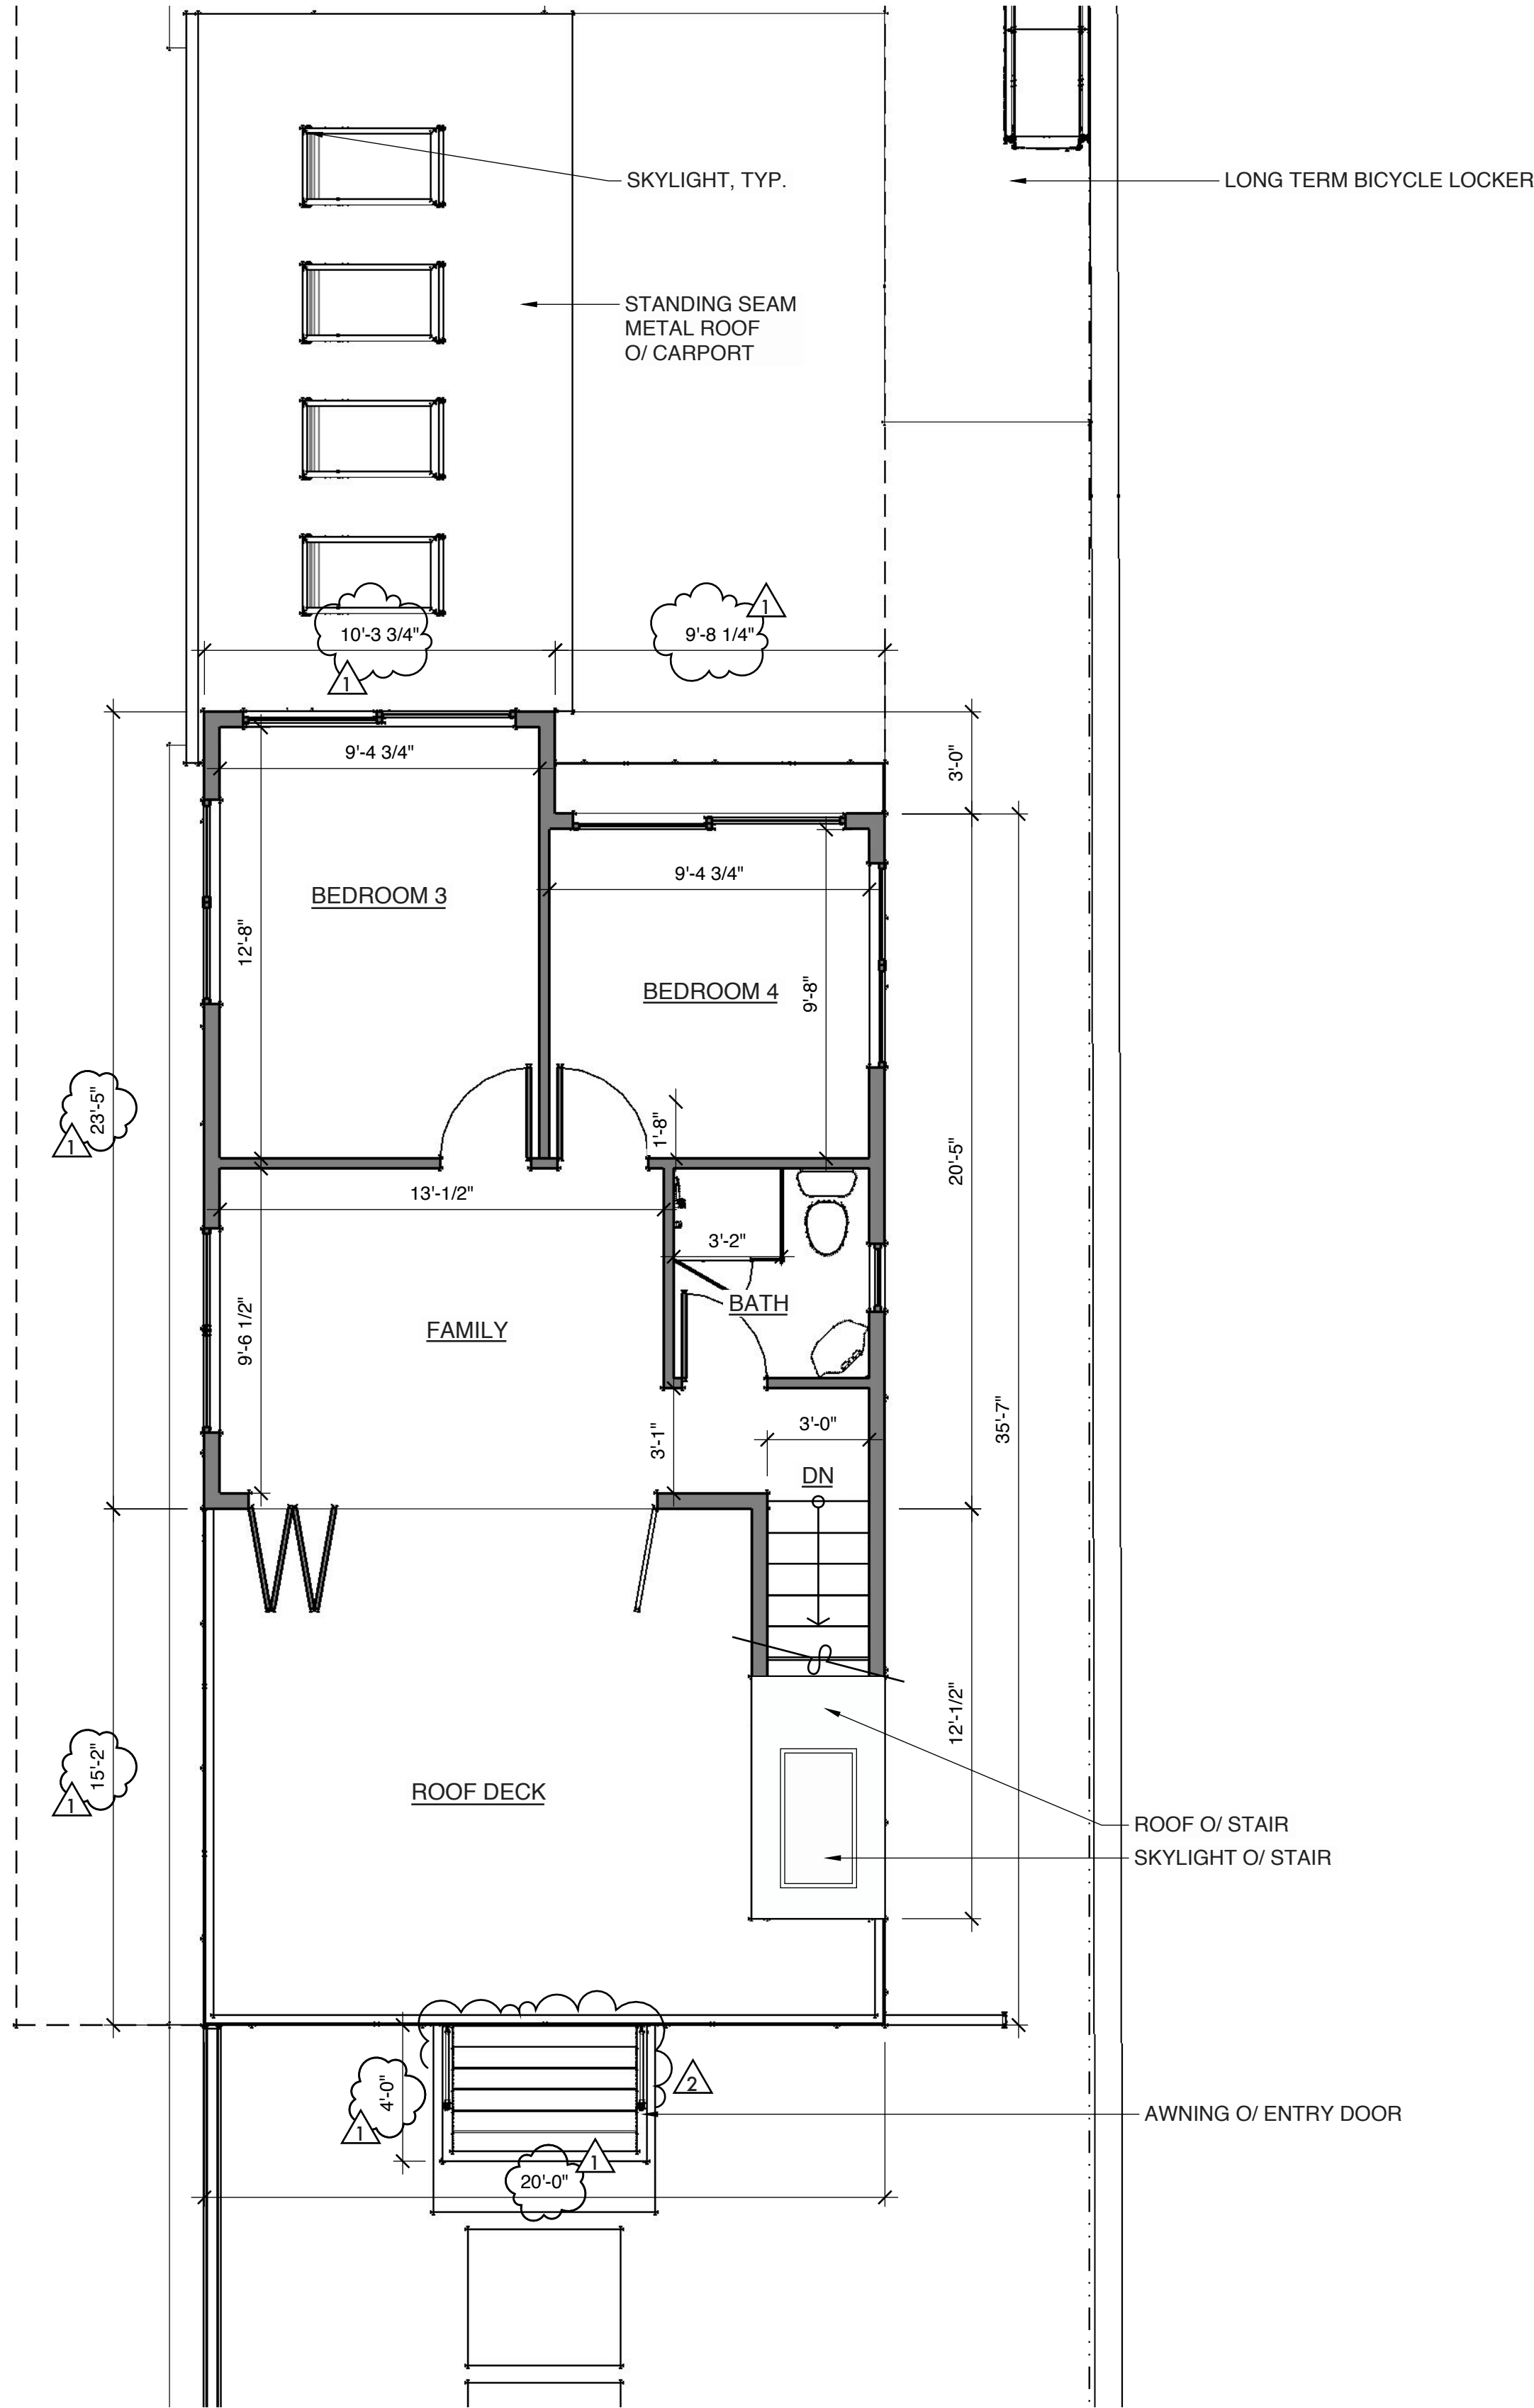 SKYLIGHT, TYP.
LONG TERM BICYCLE LOCKER
STANDING SEAM
METAL ROOF
O/ CARPORT
10'-3 3/4"
1
9'-8 1/4"
1
9'-4 3/4"
3'-0"
BEDROOM 3
12'-8"
9'-4 3/4"
BEDROOM 4
9'-8"
23'-5"
1
1'-8"
20'-5"
13'-1/2"
3'-2"
BATH
FAMILY
9'-6 1/2"
35'-7"
3'-1"
3'-0"
DN
12'-1/2"
15'-2"
1
ROOF DECK
ROOF O/ STAIR
SKYLIGHT O/ STAIR
4'-0"
1
2
AWNING O/ ENTRY DOOR
20'-0"
1